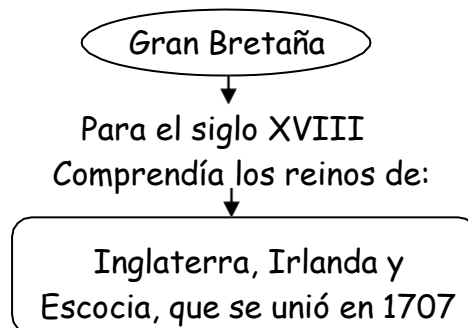 Gran Bretaña
Para el siglo XVIII
Comprendía los reinos de:
Inglaterra, Irlanda y
Escocia, que se unió en 1707